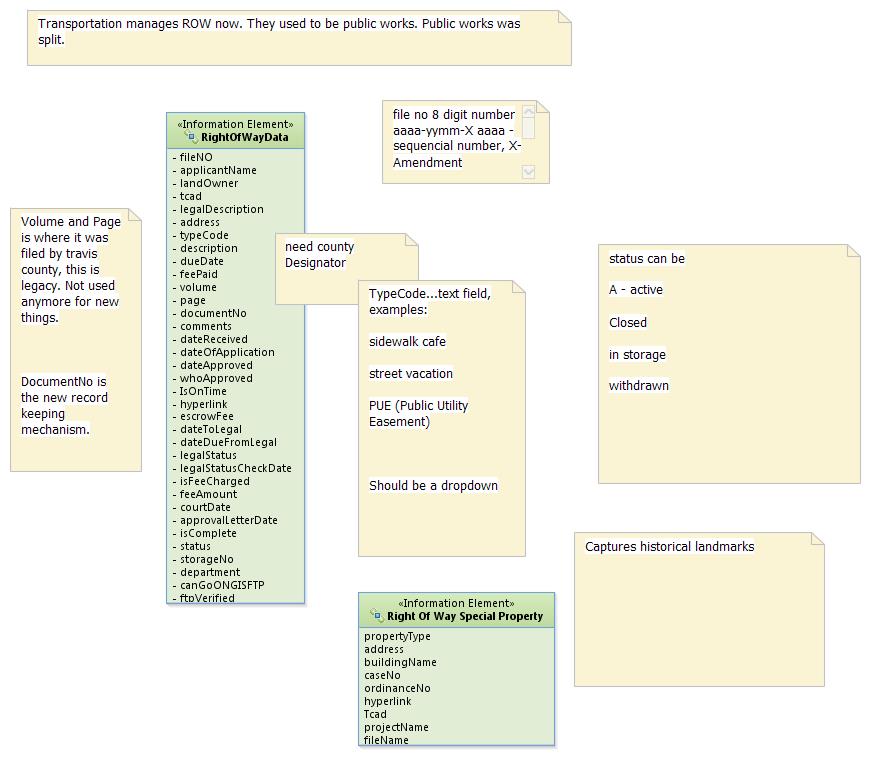 Transportation manages ROW now. They used to be public works. Public works was
split.
file no 8 digit number
aaaa-yymm-X aaaa -
sequencial number, X-
Amendment
«Information Element»
RightOfWayData
- fileNO
- applicantName
- landOwner
- tcad
- legalDescription
- address
- typeCode
- description
- dueDate
- feePaid
- volume
- page
- documentNo
- comments
- dateReceived
- dateOfApplication
- dateApproved
- whoApproved
- IsOnTime
- hyperlink
- escrowFee
- dateToLegal
- dateDueFromLegal
- legalStatus
- legalStatusCheckDate
- isFeeCharged
- feeAmount
- courtDate
- approvalLetterDate
- isComplete
- status
- storageNo
- department
- canGoONGISFTP
- ftpVerified
Volume and Page
is where it was
filed by travis
county, this is
legacy. Not used
anymore for new
things.
DocumentNo is
the new record
keeping
mechanism.
need county
Designator
TypeCode...text field,
examples:
sidewalk cafe
street vacation
PUE (Public Utility
Easement)
Should be a dropdown
status can be
A - active
Closed
in storage
withdrawn
Captures historical landmarks
«Information Element»
Right Of Way Special Property
propertyType
address
buildingName
caseNo
ordinanceNo
hyperlink
Tcad
projectName
fileName